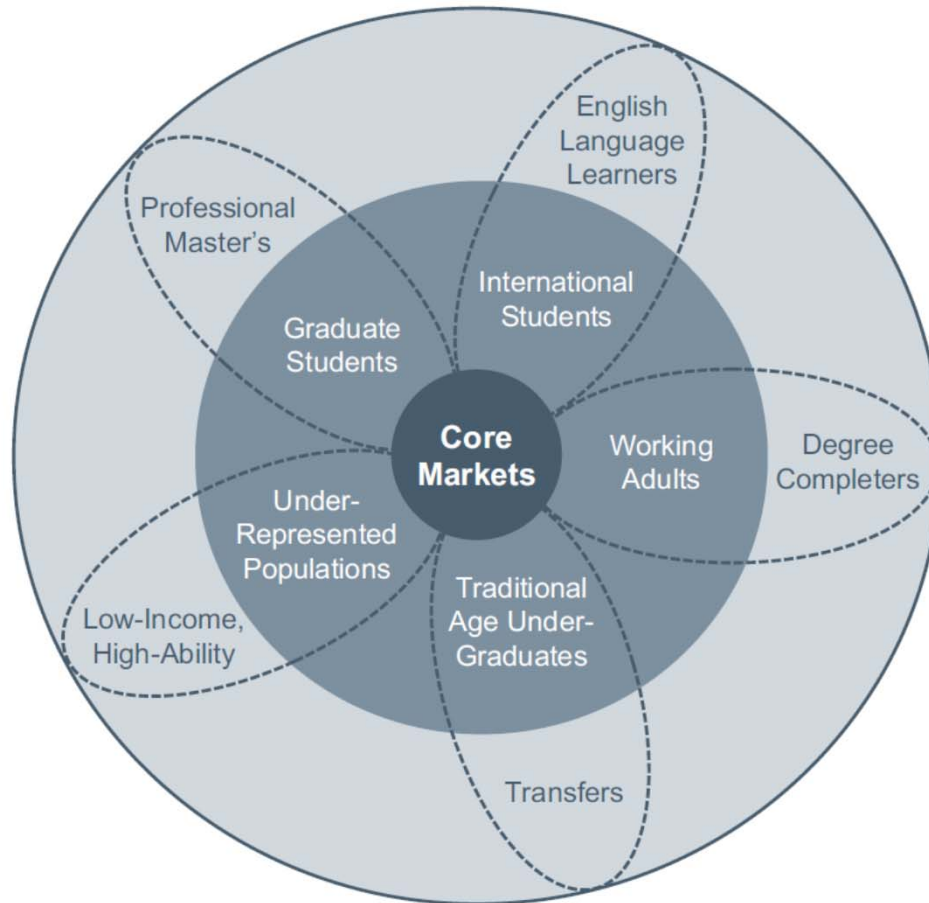 English
Language
Learners
Professional
Master's
International
Students
Graduate
Students
Core
Markets
Working
Adults
Degree
Completers
Under-
Represented
Populations
Traditional
Age Under-
Graduates
Low-Income,
High-Ability
Transfers